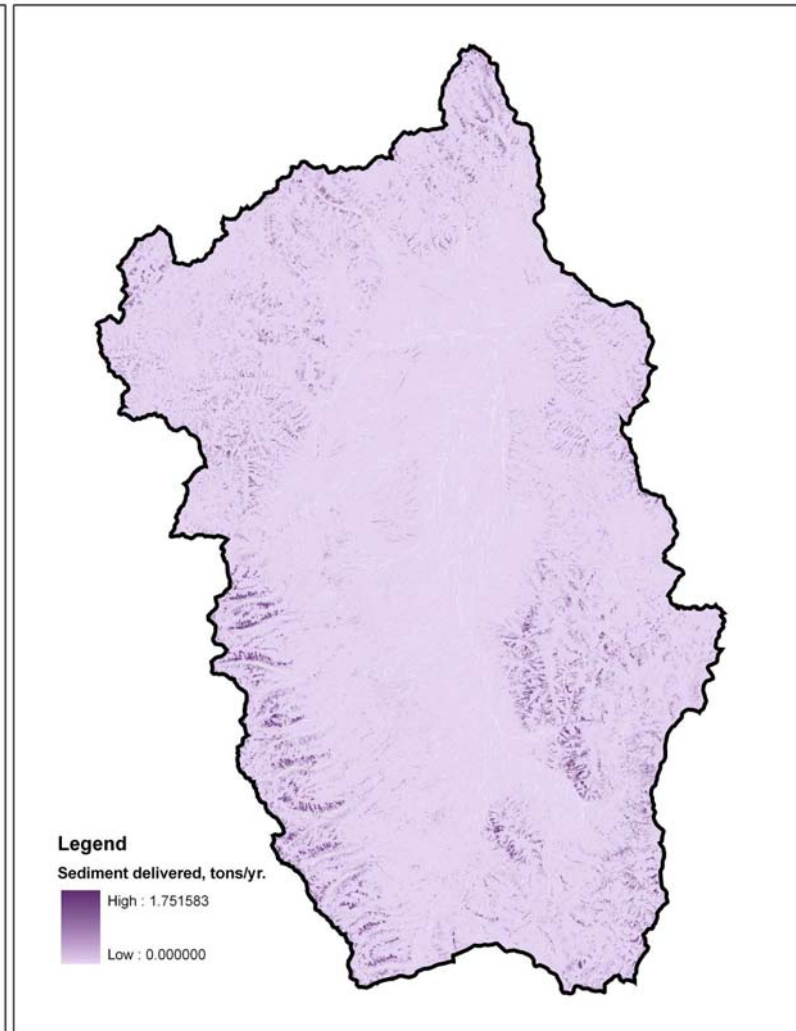 Legend
Sediment delivered, tons/yr.
High : 1.751583
Low : 0.000000